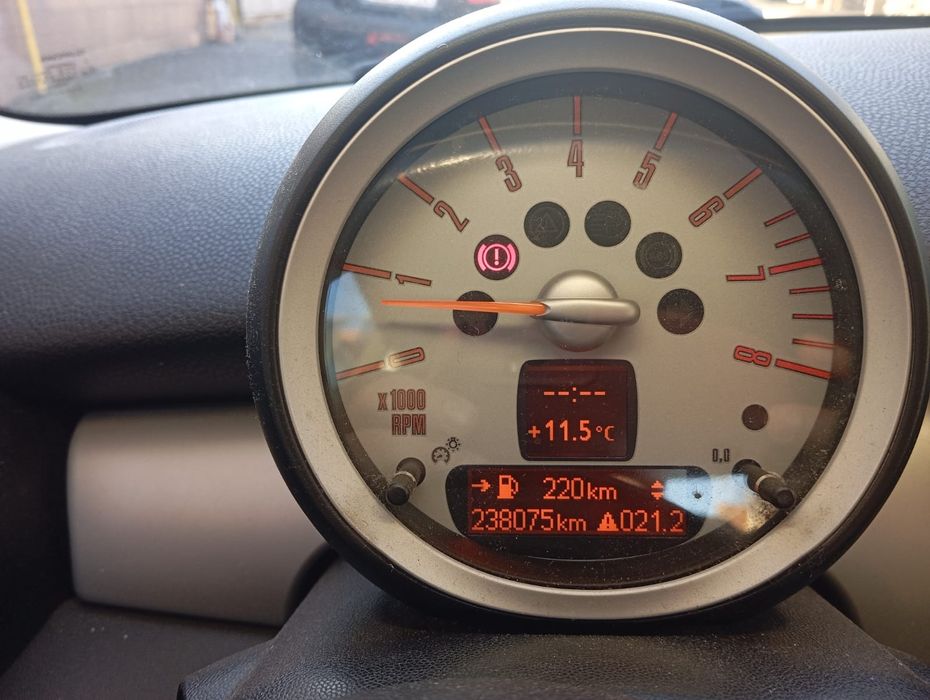 0
1
2
3
4
5
6
7
8
x1000
RPM
--:--
+11.5°C
0,0
→ 220km
238075km 021.2